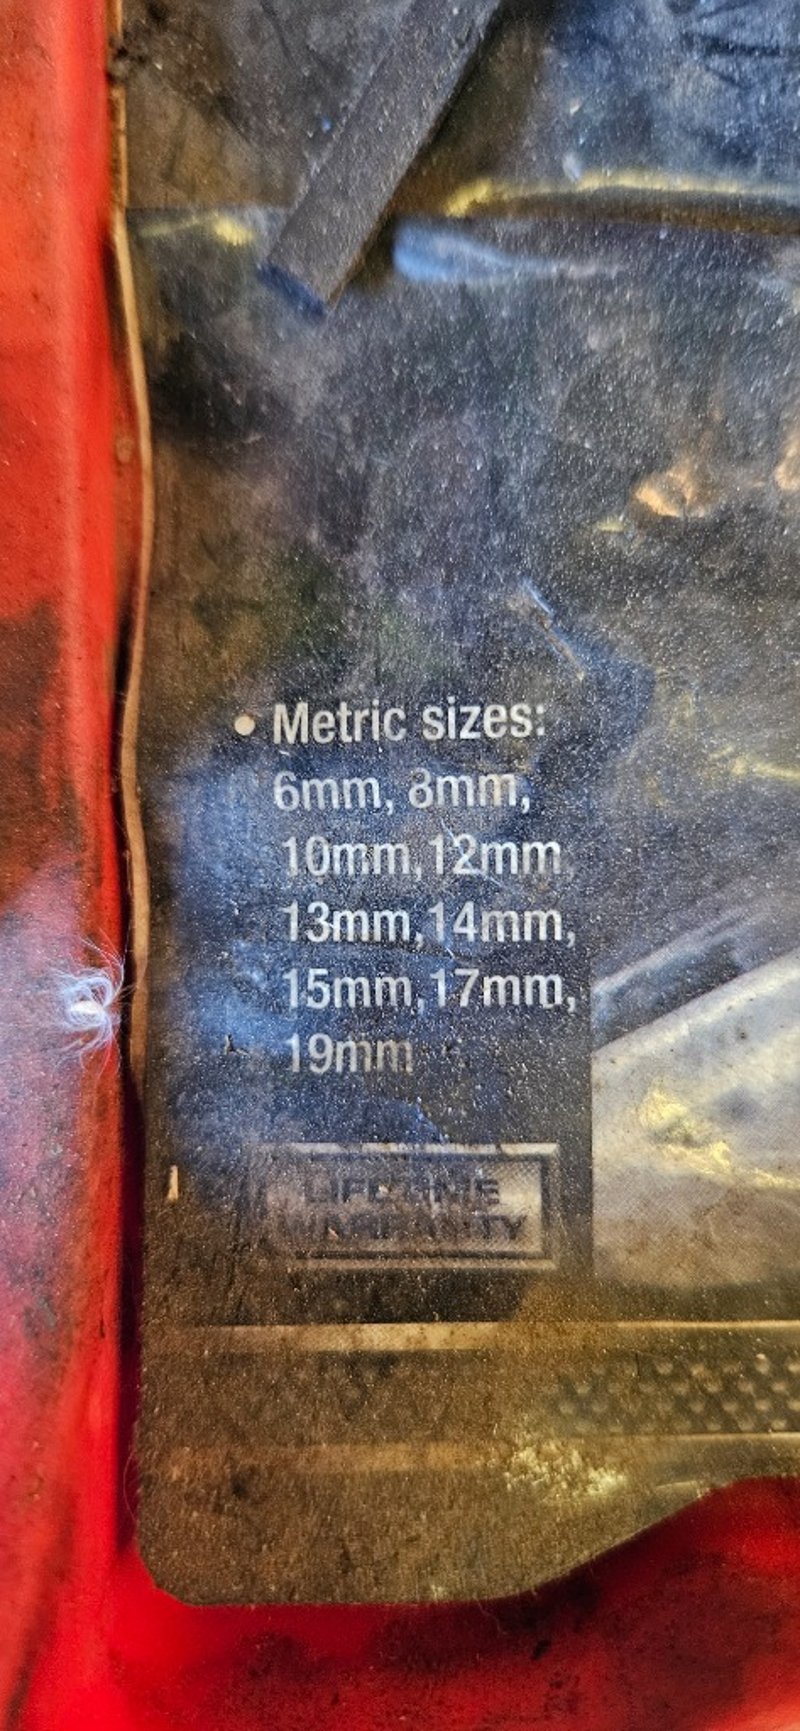 • Metric sizes:
6mm, 8mm,
10mm,12mm,
13mm,14mm,
15mm,17mm,
19mm
LIFETIME
WARRANTY